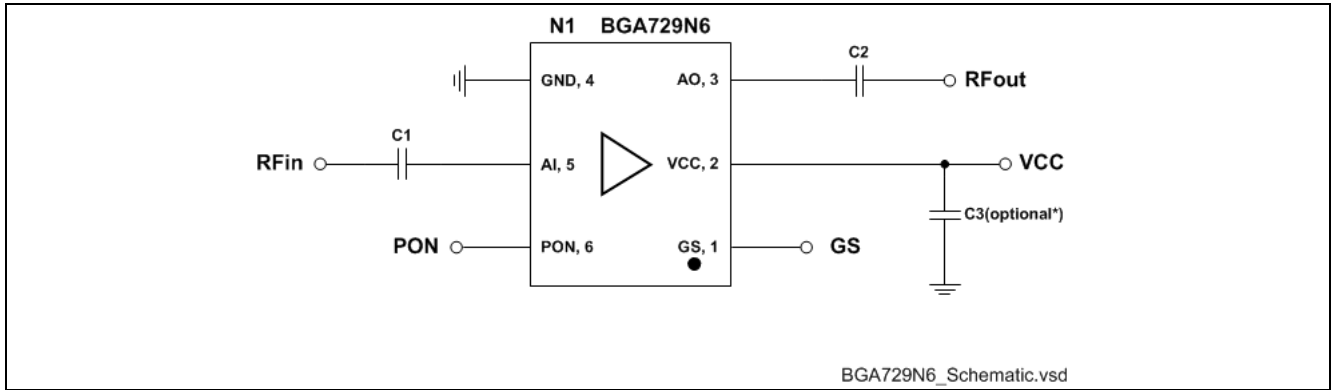 N1 BGA729N6
C2
GND, 4
AO, 3
RFout
C1
RFin
AI, 5
VCC, 2
VCC
C3(optional*)
PON
PON, 6
GS, 1
GS
BGA729N6_Schematic.vsd